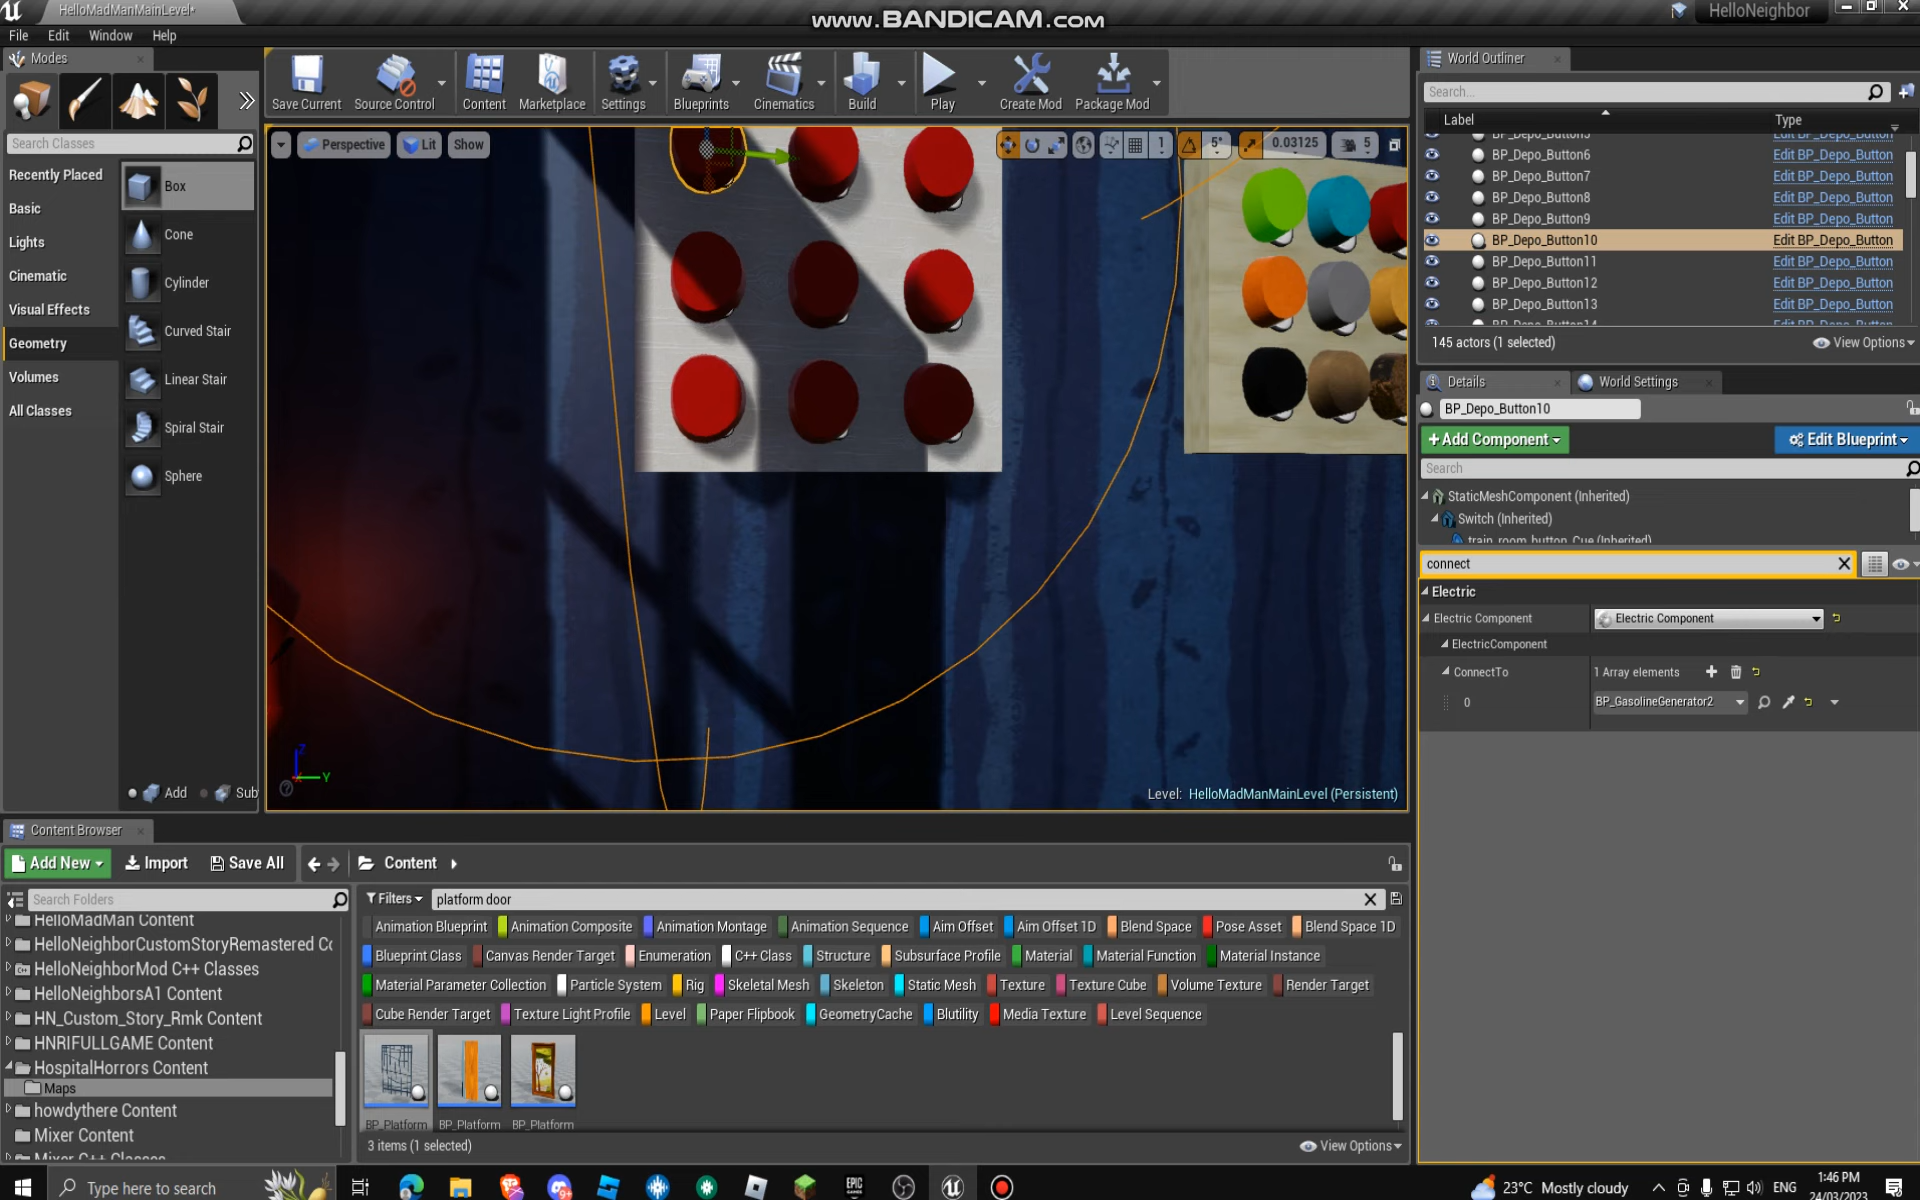 HelloMadManMainLevel*
www.BANDICAM.com
HelloNeighbor
File Edit Window Help
Modes
Save Current
Source Control
Content
Marketplace
Settings
Blueprints
Cinematics
Build
Play
Create Mod
Package Mod
Search Classes
Recently Placed
Basic
Lights
Cinematic
Visual Effects
Geometry
Volumes
All Classes
Box
Cone
Cylinder
Curved Stair
Linear Stair
Spiral Stair
Sphere
Add
Perspective
Lit
Show
1
5°
0.03125
5
Z
Y
Level: HelloMadManMainLevel (Persistent)
World Outliner
Search...
Label Type
BP_Depo_Button6 Edit BP_Depo_Button
BP_Depo_Button7 Edit BP_Depo_Button
BP_Depo_Button8 Edit BP_Depo_Button
BP_Depo_Button9 Edit BP_Depo_Button
BP_Depo_Button10 Edit BP_Depo_Button
BP_Depo_Button11 Edit BP_Depo_Button
BP_Depo_Button12 Edit BP_Depo_Button
BP_Depo_Button13 Edit BP_Depo_Button
145 actors (1 selected)
View Options
Details
World Settings
BP_Depo_Button10
+Add Component
Edit Blueprint
Search
StaticMeshComponent (Inherited)
Switch (Inherited)
train_room_button_Cue (Inherited)
connect
Electric
Electric Component Electric Component
ElectricComponent
ConnectTo 1 Array elements
0 BP_GasolineGenerator2
Content Browser
Add New
Import
Save All
Content
Search Folders
HelloMadMan Content
HelloNeighborCustomStoryRemastered Co
HelloNeighborMod C++ Classes
HelloNeighborsA1 Content
HN_Custom_Story_Rmk Content
HNRIFULLGAME Content
HospitalHorrors Content
Maps
howdythere Content
Mixer Content
Mixer C++ Classes
Filters
platform door
Animation Blueprint Animation Composite Animation Montage Animation Sequence Aim Offset Aim Offset 1D Blend Space Pose Asset Blend Space 1D
Blueprint Class Canvas Render Target Enumeration C++ Class Structure Subsurface Profile Material Material Function Material Instance
Material Parameter Collection Particle System Rig Skeletal Mesh Skeleton Static Mesh Texture Texture Cube Volume Texture Render Target
Cube Render Target Texture Light Profile Level Paper Flipbook GeometryCache Blutility Media Texture Level Sequence
BP_Platform BP_Platform BP_Platform
3 items (1 selected)
View Options
Type here to search
EPIC
23°C Mostly cloudy
ENG
1:46 PM
24/03/2023